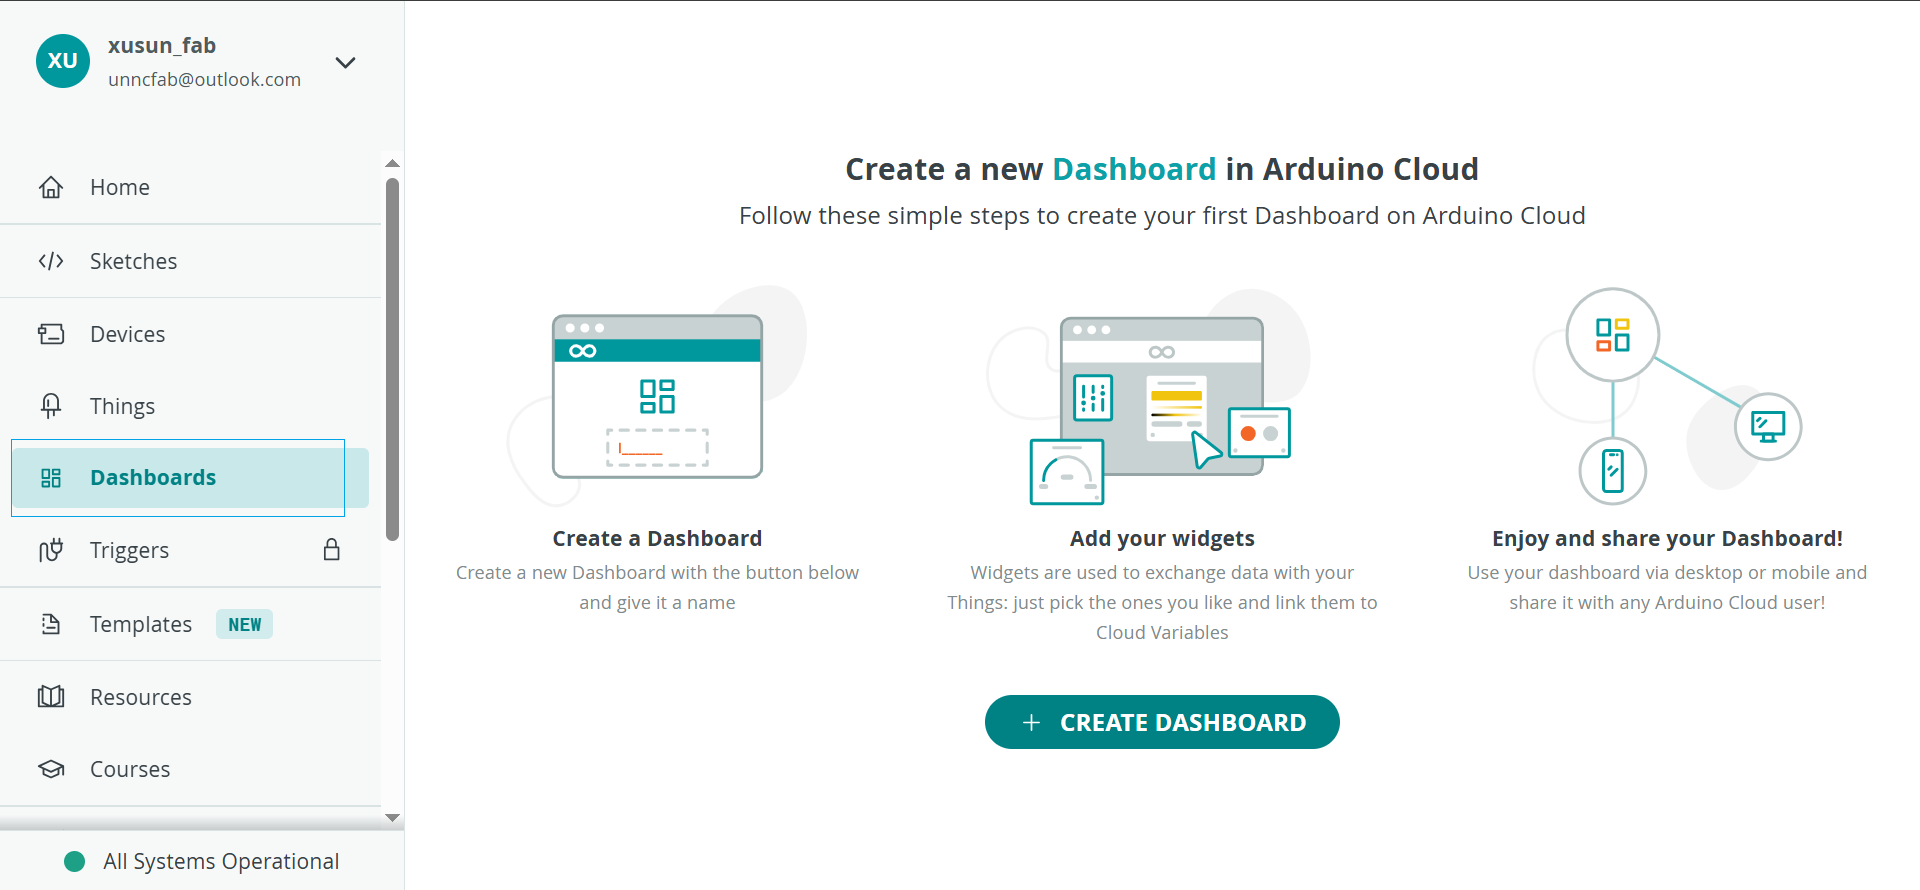 XU
xusun_fab
unncfab@outlook.com
Home
Sketches
Devices
Things
Dashboards
Triggers
Templates NEW
Resources
Courses
All Systems Operational
Create a new Dashboard in Arduino Cloud
Follow these simple steps to create your first Dashboard on Arduino Cloud
Create a Dashboard
Create a new Dashboard with the button below
and give it a name
Add your widgets
Widgets are used to exchange data with your
Things: just pick the ones you like and link them to
Cloud Variables
Enjoy and share your Dashboard!
Use your dashboard via desktop or mobile and
share it with any Arduino Cloud user!
+ CREATE DASHBOARD